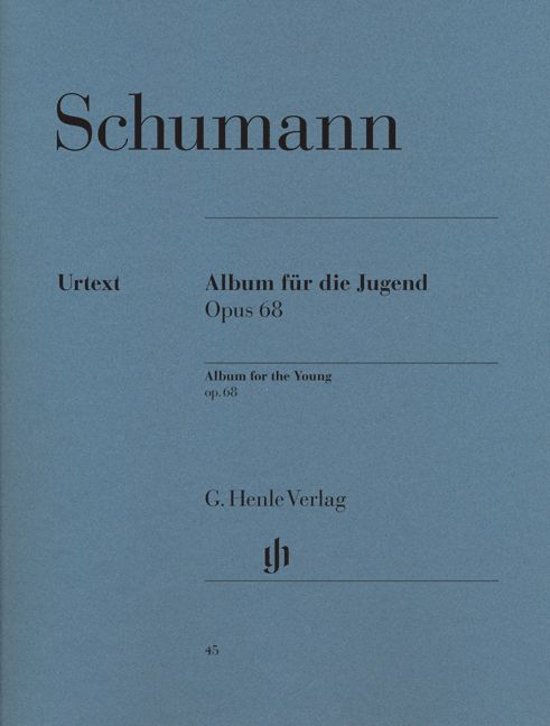 Schumann
Urtext
Album für die Jugend
Opus 68
Album for the Young
op. 68
G. Henle Verlag
45